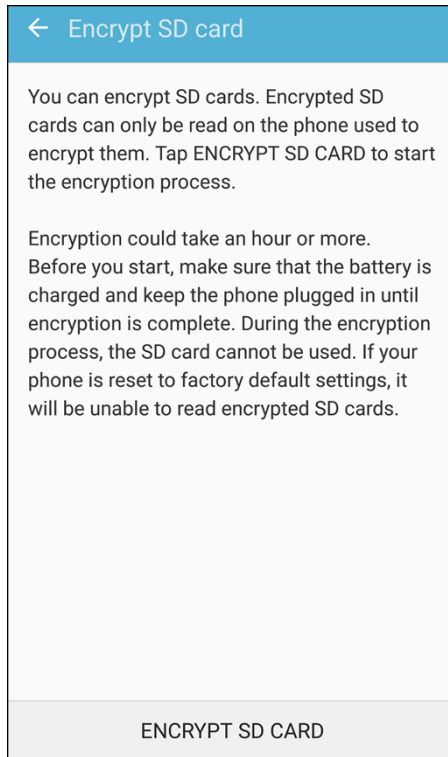 Encrypt SD card
You can encrypt SD cards. Encrypted SD
cards can only be read on the phone used to
encrypt them. Tap ENCRYPT SD CARD to start
the encryption process.
Encryption could take an hour or more.
Before you start, make sure that the battery is
charged and keep the phone plugged in until
encryption is complete. During the encryption
process, the SD card cannot be used. If your
phone is reset to factory default settings, it
will be unable to read encrypted SD cards.
ENCRYPT SD CARD